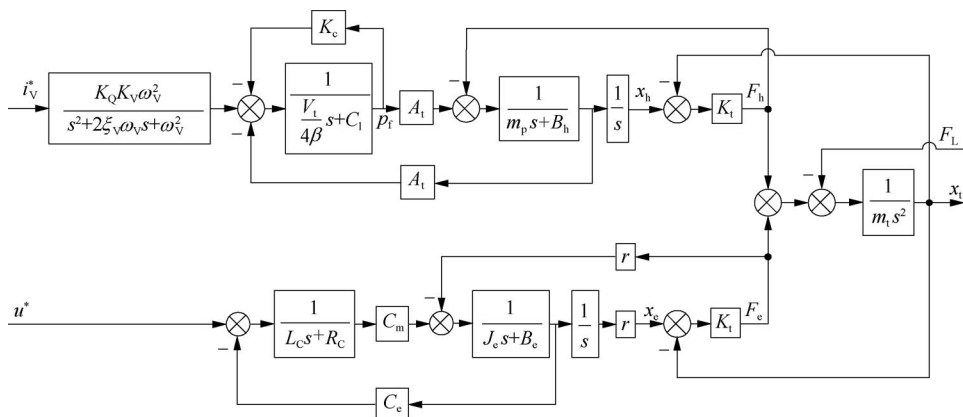 K_c
i_V^*
K_Q K_V ω_V^2
s^2+2ξ_V ω_V s+ω_V^2
−
−
1
V_t
4β
s+C_l
p_f
A_t
−
1
m_p s+B_h
1
s
x_h
−
K_t
F_h
A_t
F_L
−
1
m_t s^2
x_t
r
−
u^*
−
1
L_C s+R_C
C_m
1
J_e s+B_e
1
s
r
x_e
−
K_t
F_e
C_e